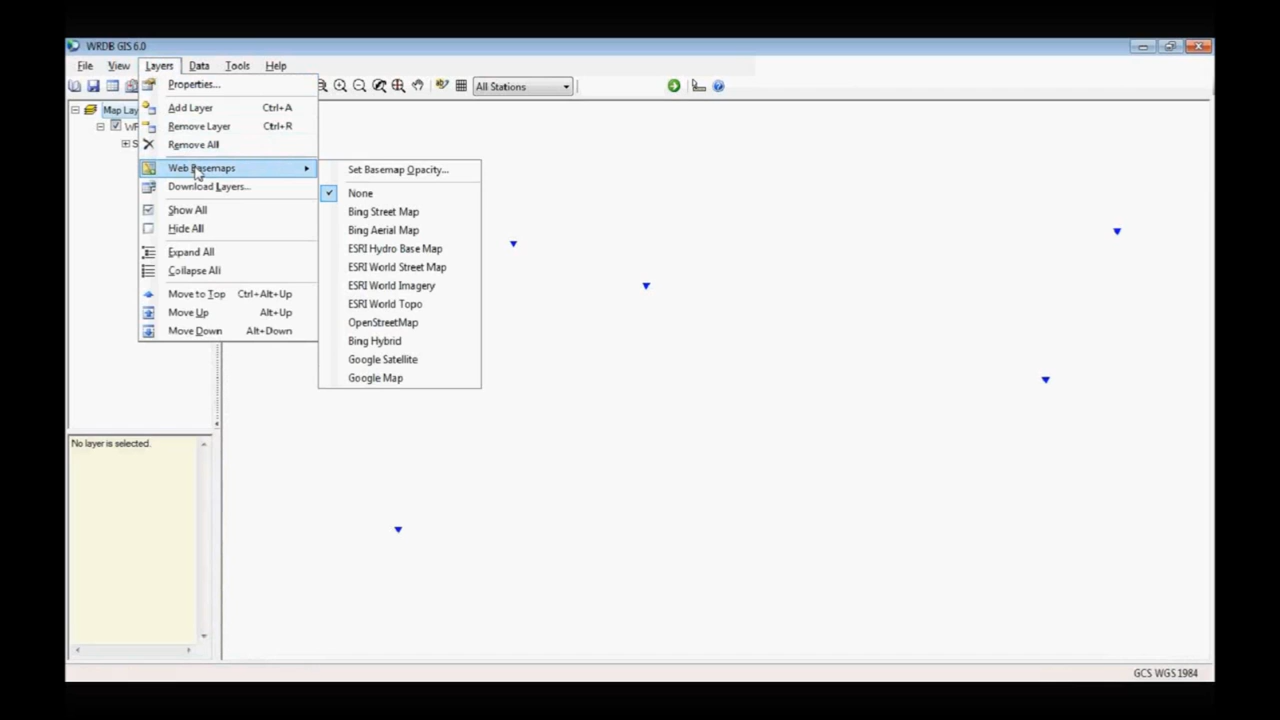 WRDB GIS 6.0
File View Layers Data Tools Help
All Stations
Properties...
Add Layer Ctrl+A
Remove Layer Ctrl+R
Remove All
Web Basemaps
Download Layers...
Show All
Hide All
Expand All
Collapse All
Move to Top Ctrl+Alt+Up
Move Up Alt+Up
Move Down Alt+Down
Set Basemap Opacity...
None
Bing Street Map
Bing Aerial Map
ESRI Hydro Base Map
ESRI World Street Map
ESRI World Imagery
ESRI World Topo
OpenStreetMap
Bing Hybrid
Google Satellite
Google Map
Map Lay
WR
S
No layer is selected.
GCS WGS 1984